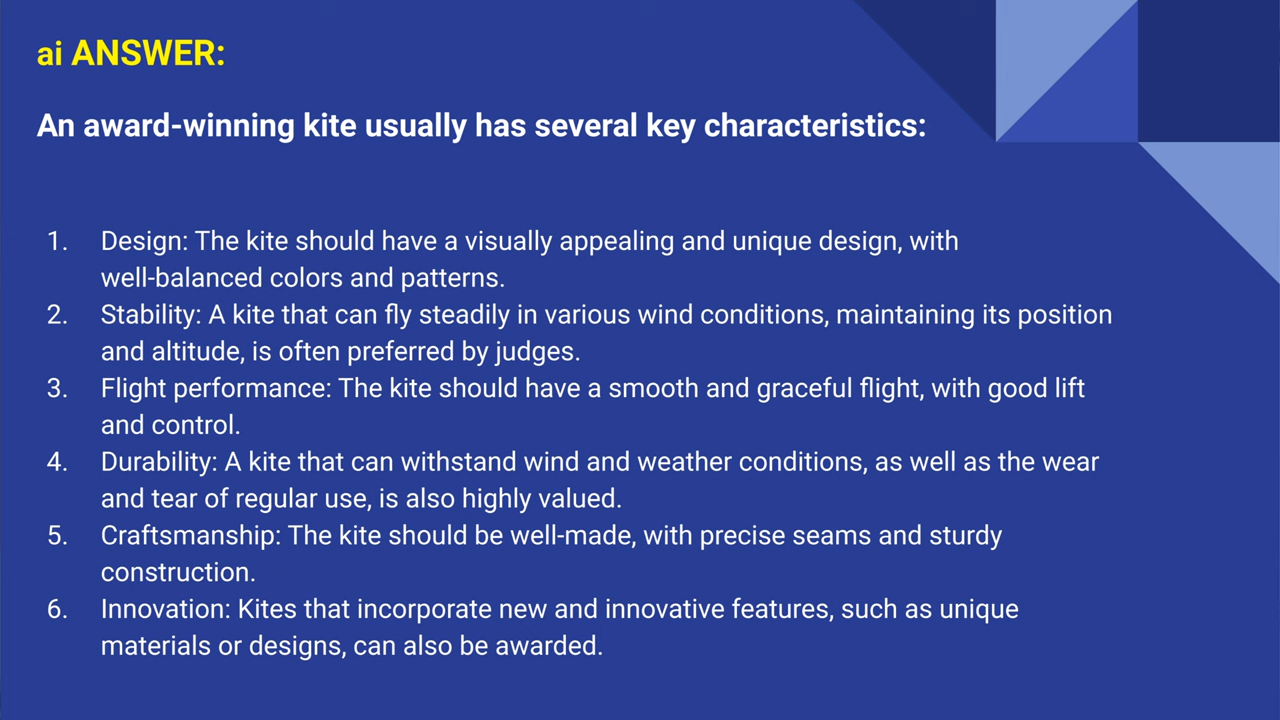 ai ANSWER:
An award-winning kite usually has several key characteristics:
1. Design: The kite should have a visually appealing and unique design, with
well-balanced colors and patterns.
2. Stability: A kite that can fly steadily in various wind conditions, maintaining its position
and altitude, is often preferred by judges.
3. Flight performance: The kite should have a smooth and graceful flight, with good lift
and control.
4. Durability: A kite that can withstand wind and weather conditions, as well as the wear
and tear of regular use, is also highly valued.
5. Craftsmanship: The kite should be well-made, with precise seams and sturdy
construction.
6. Innovation: Kites that incorporate new and innovative features, such as unique
materials or designs, can also be awarded.